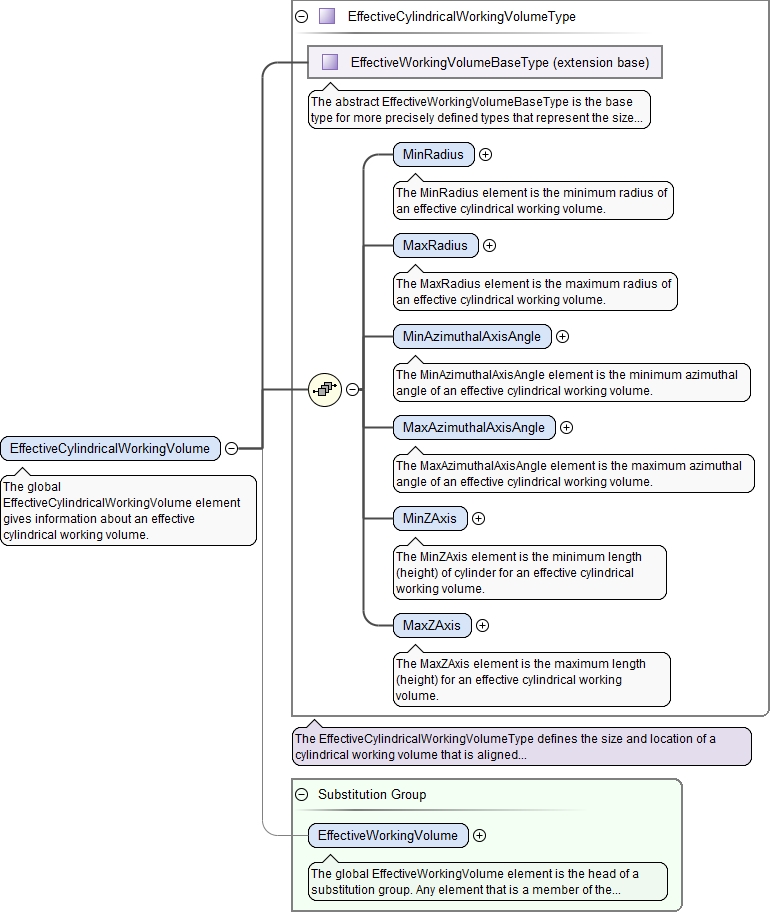 EffectiveCylindricalWorkingVolumeType
EffectiveWorkingVolumeBaseType (extension base)
The abstract EffectiveWorkingVolumeBaseType is the base
type for more precisely defined types that represent the size...
MinRadius
The MinRadius element is the minimum radius of
an effective cylindrical working volume.
MaxRadius
The MaxRadius element is the maximum radius of
an effective cylindrical working volume.
MinAzimuthalAxisAngle
The MinAzimuthalAxisAngle element is the minimum azimuthal
angle of an effective cylindrical working volume.
MaxAzimuthalAxisAngle
The MaxAzimuthalAxisAngle element is the maximum azimuthal
angle of an effective cylindrical working volume.
MinZAxis
The MinZAxis element is the minimum length
(height) of cylinder for an effective cylindrical
working volume.
MaxZAxis
The MaxZAxis element is the maximum length
(height) for an effective cylindrical working
volume.
EffectiveCylindricalWorkingVolume
The global
EffectiveCylindricalWorkingVolume element
gives information about an effective
cylindrical working volume.
The EffectiveCylindricalWorkingVolumeType defines the size and location of a
cylindrical working volume that is aligned...
Substitution Group
EffectiveWorkingVolume
The global EffectiveWorkingVolume element is the head of a
substitution group. Any element that is a member of the...